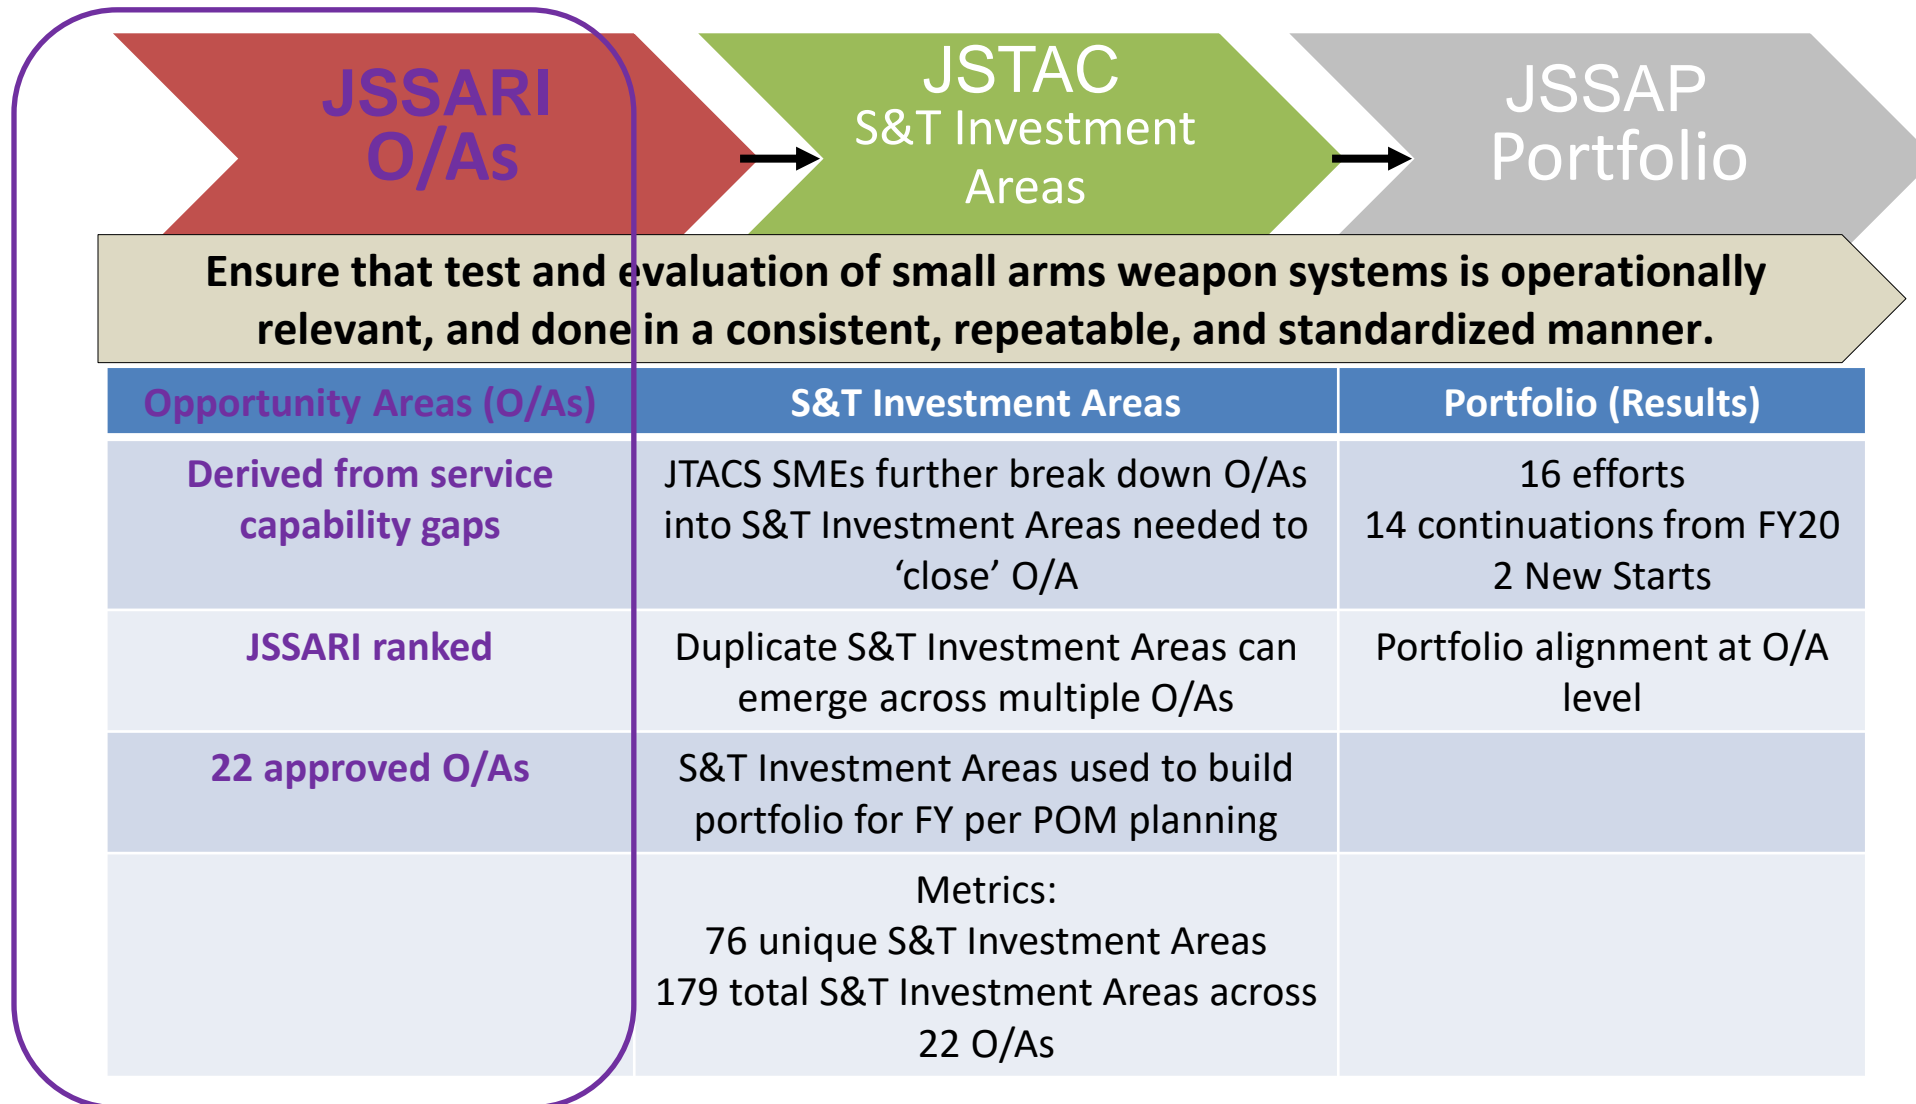 JSSARI
O/As
JSTAC
S&T Investment
Areas
JSSAP
Portfolio
Ensure that test and evaluation of small arms weapon systems is operationally
relevant, and done in a consistent, repeatable, and standardized manner.
Opportunity Areas (O/As)
S&T Investment Areas
Portfolio (Results)
Derived from service
capability gaps
JTACS SMEs further break down O/As
into S&T Investment Areas needed to
‘close’ O/A
16 efforts
14 continuations from FY20
2 New Starts
JSSARI ranked
Duplicate S&T Investment Areas can
emerge across multiple O/As
Portfolio alignment at O/A
level
22 approved O/As
S&T Investment Areas used to build
portfolio for FY per POM planning
Metrics:
76 unique S&T Investment Areas
179 total S&T Investment Areas across
22 O/As